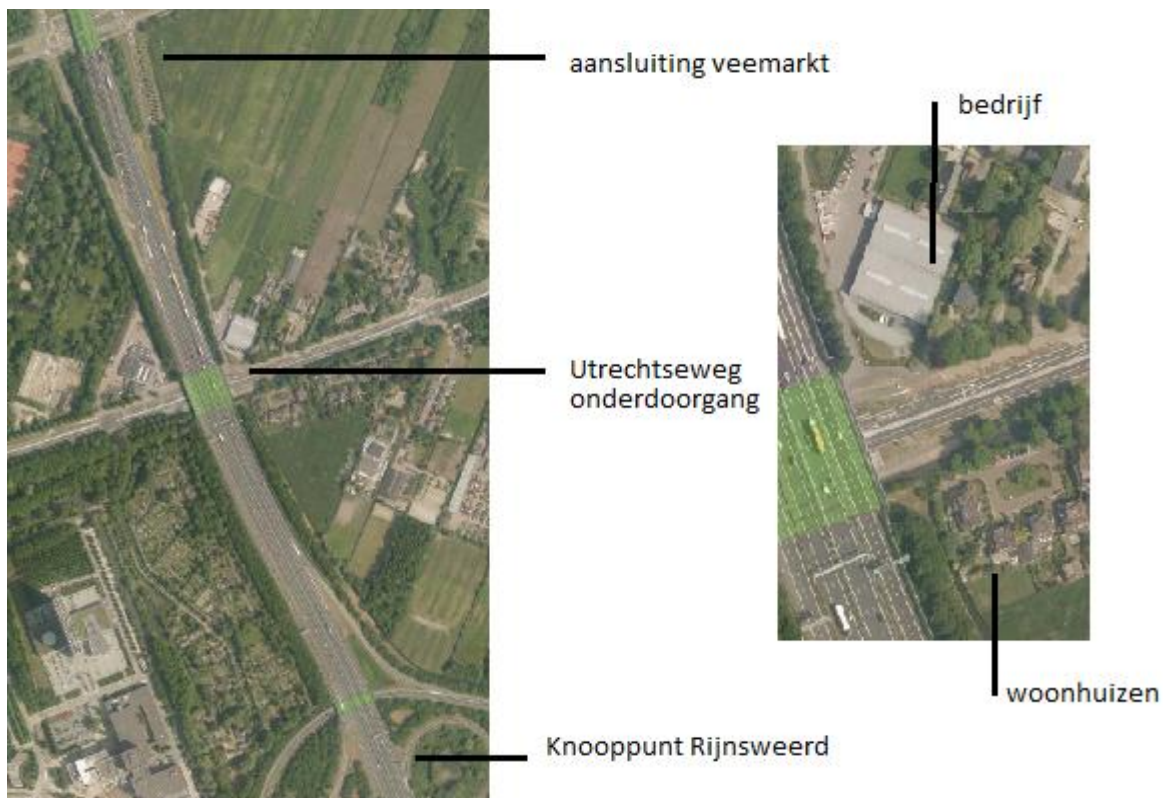 aansluiting veemarkt
bedrijf
Utrechtseweg
onderdoorgang
woonhuizen
Knooppunt Rijnsweerd